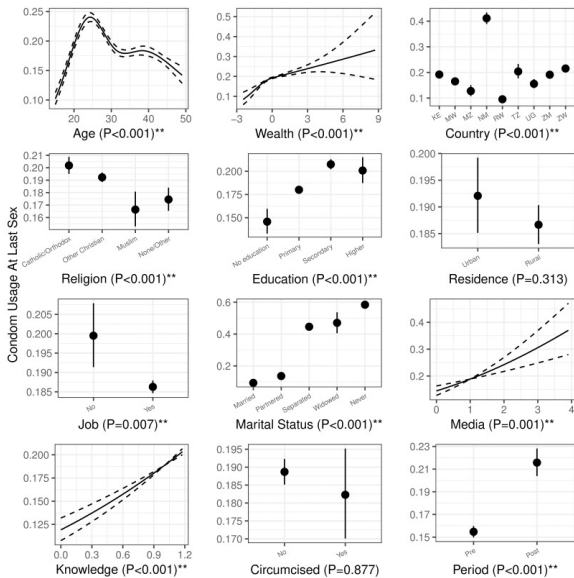 Condom Usage At Last Sex
0.25
0.20
0.15
0.10
20 30 40 50
Age (P<0.001)**
0.5
0.4
0.3
0.2
0.1
−3 0 3 6 9
Wealth (P<0.001)**
0.4
0.3
0.2
0.1
KE MW MZ NM RW TZ UG ZM ZW
Country (P<0.001)**
0.21
0.20
0.19
0.18
0.17
0.16
Catholic/Orthodox Other Christian Muslim None/Other
Religion (P<0.001)**
0.200
0.175
0.150
No education Primary Secondary Higher
Education (P<0.001)**
0.200
0.195
0.190
0.185
Urban Rural
Residence (P=0.313)
0.205
0.200
0.195
0.190
0.185
No Yes
Job (P=0.007)**
0.6
0.4
0.2
Married Partnered Separated Widowed Never
Marital Status (P<0.001)**
0.4
0.3
0.2
0 1 2 3 4
Media (P=0.001)**
0.200
0.175
0.150
0.125
0.0 0.3 0.6 0.9 1.2
Knowledge (P<0.001)**
0.195
0.190
0.185
0.180
0.175
0.170
No Yes
Circumcised (P=0.877)
0.23
0.21
0.19
0.17
0.15
Pre Post
Period (P<0.001)**